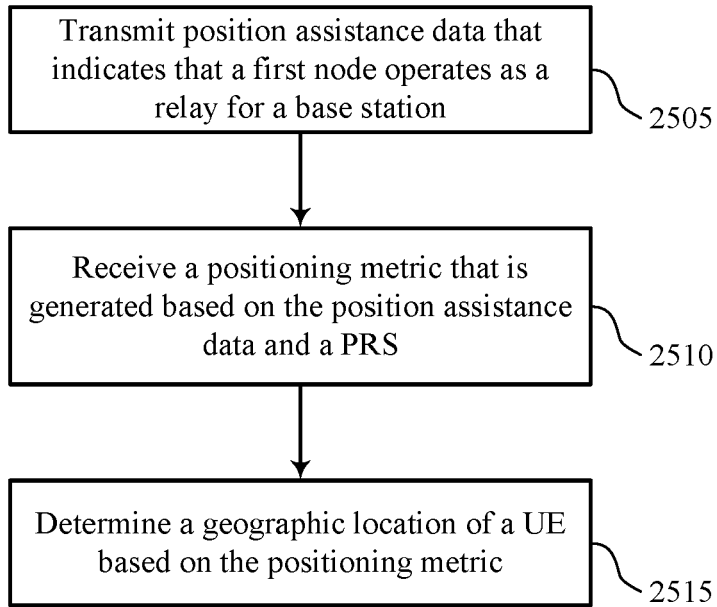 Transmit position assistance data that
indicates that a first node operates as a
relay for a base station
2505
Receive a positioning metric that is
generated based on the position assistance
data and a PRS
2510
Determine a geographic location of a UE
based on the positioning metric
2515